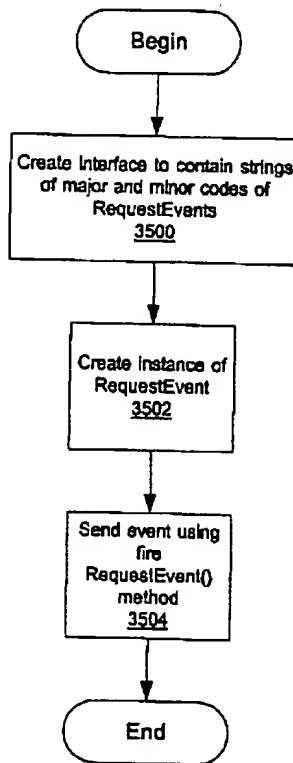 Begin
Create Interface to contain strings
of major and minor codes of
RequestEvents
3500
Create instance of
RequestEvent
3502
Send event using
fire
RequestEvent()
method
3504
End